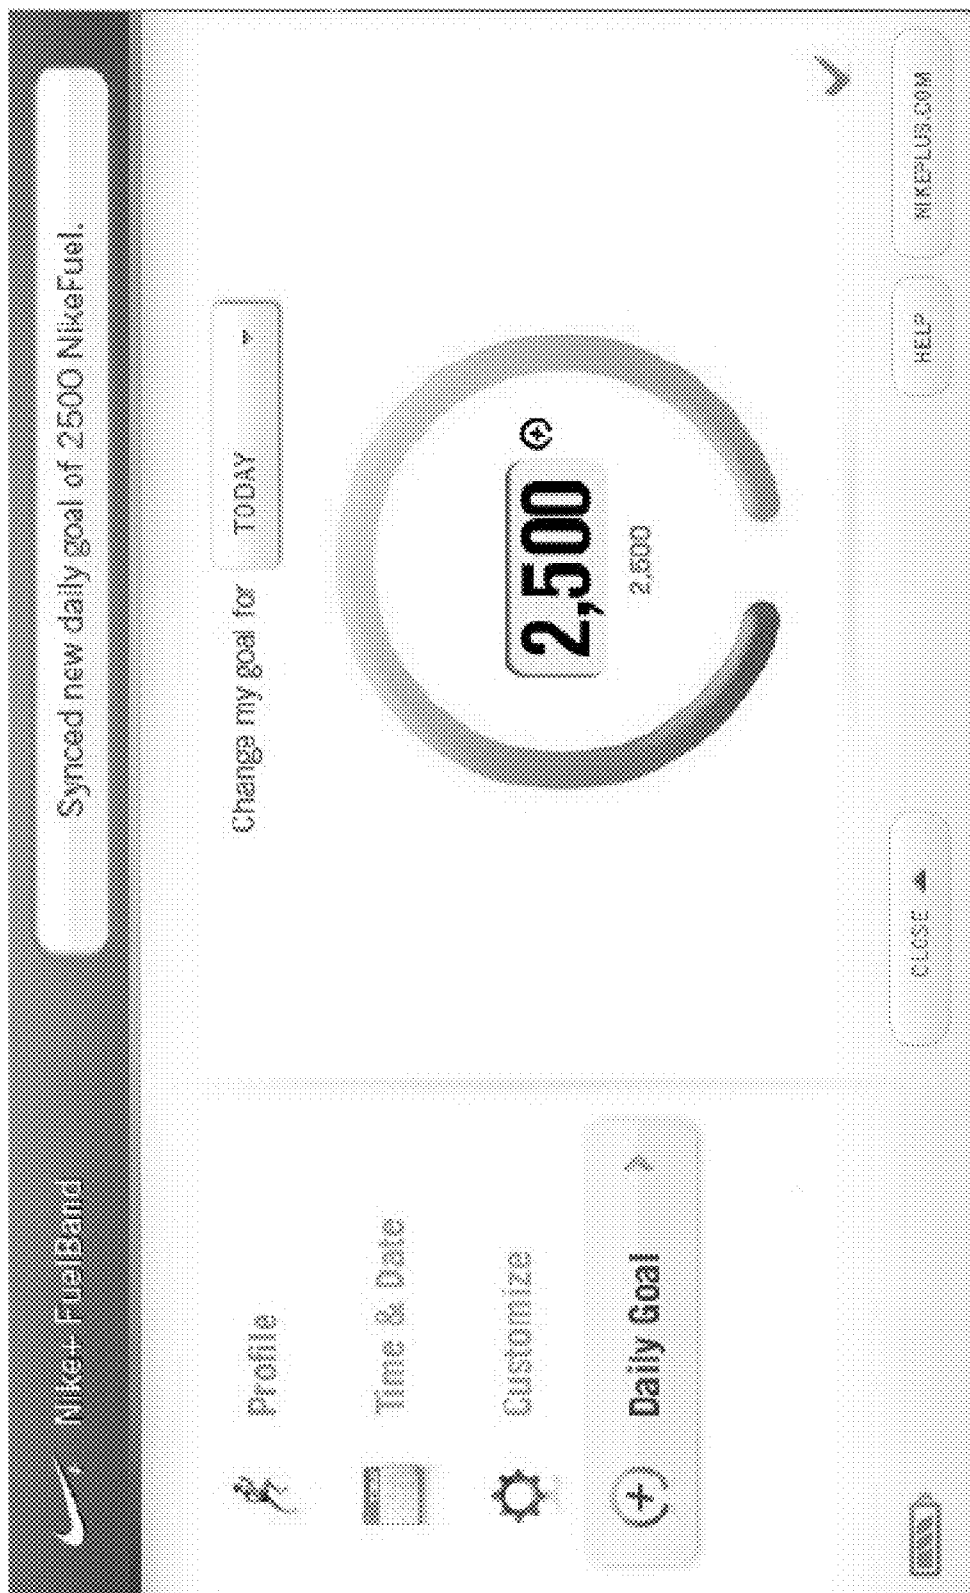 Nike+ FuelBand
Synced new daily goal of 2500 NikeFuel.
Profile
Time & Date
Customize
Daily Goal
Change my goal for
TODAY
2,500
2,500
CLOSE
HELP
NIKEPLUS.COM